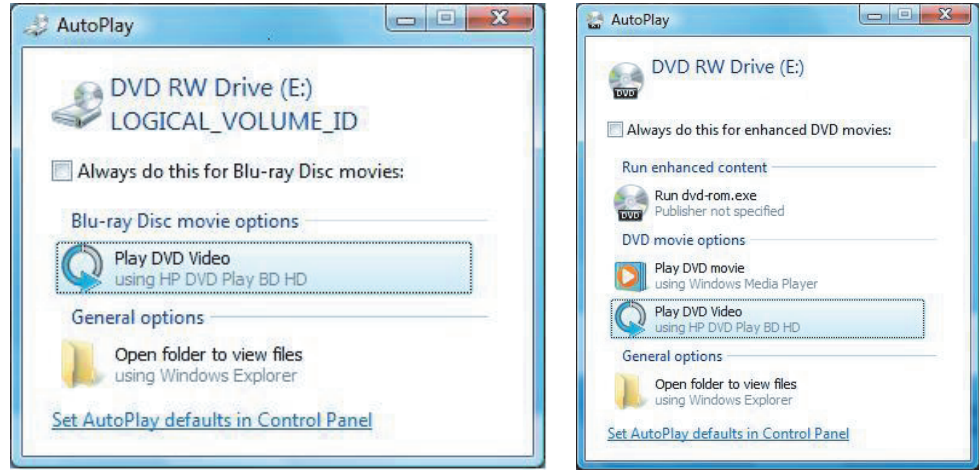 AutoPlay
DVD RW Drive (E:)
LOGICAL_VOLUME_ID
Always do this for Blu-ray Disc movies:
Blu-ray Disc movie options
Play DVD Video
using HP DVD Play BD HD
General options
Open folder to view files
using Windows Explorer
Set AutoPlay defaults in Control Panel
AutoPlay
DVD RW Drive (E:)
DVD
Always do this for enhanced DVD movies:
Run enhanced content
Run dvd-rom.exe
Publisher not specified
DVD
DVD movie options
Play DVD movie
using Windows Media Player
Play DVD Video
using HP DVD Play BD HD
General options
Open folder to view files
using Windows Explorer
Set AutoPlay defaults in Control Panel